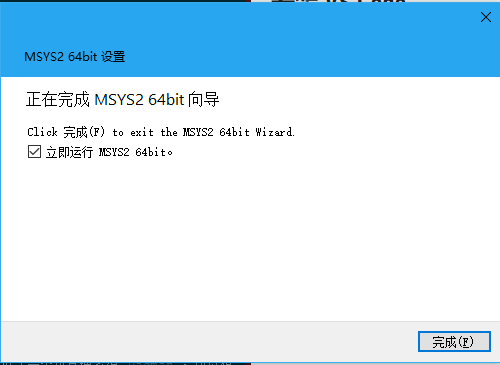 MSYS2 64bit 设置
正在完成 MSYS2 64bit 向导
Click 完成(F) to exit the MSYS2 64bit Wizard.
立即运行 MSYS2 64bit。
完成(F)